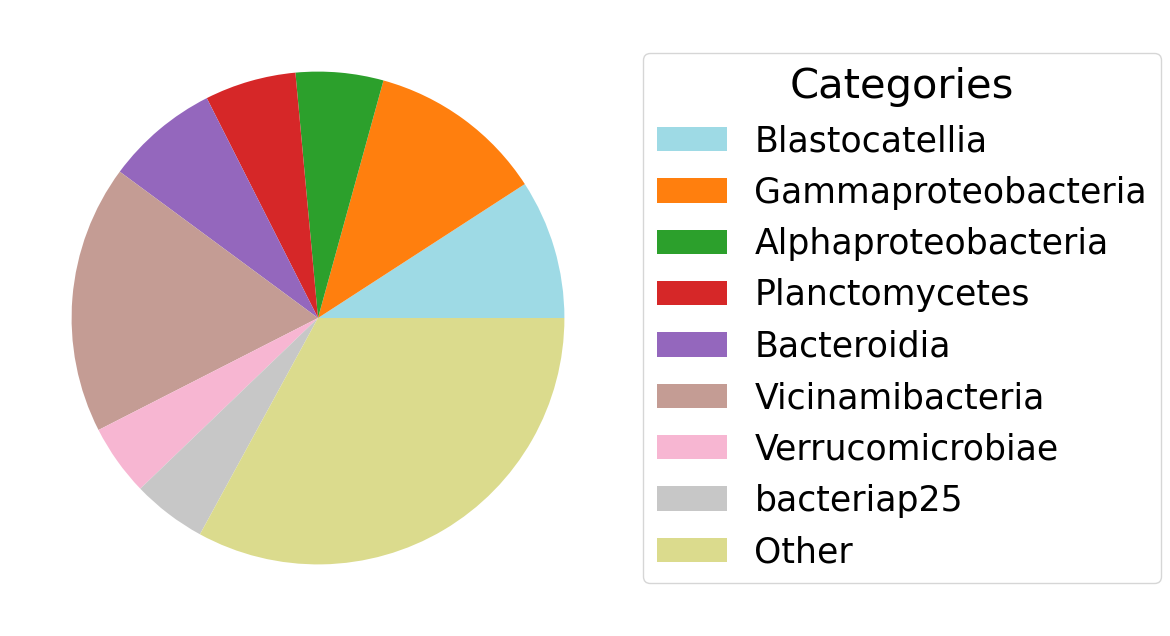 Categories
Blastocatellia
Gammaproteobacteria
Alphaproteobacteria
Planctomycetes
Bacteroidia
Vicinamibacteria
Verrucomicrobiae
bacteriap25
Other